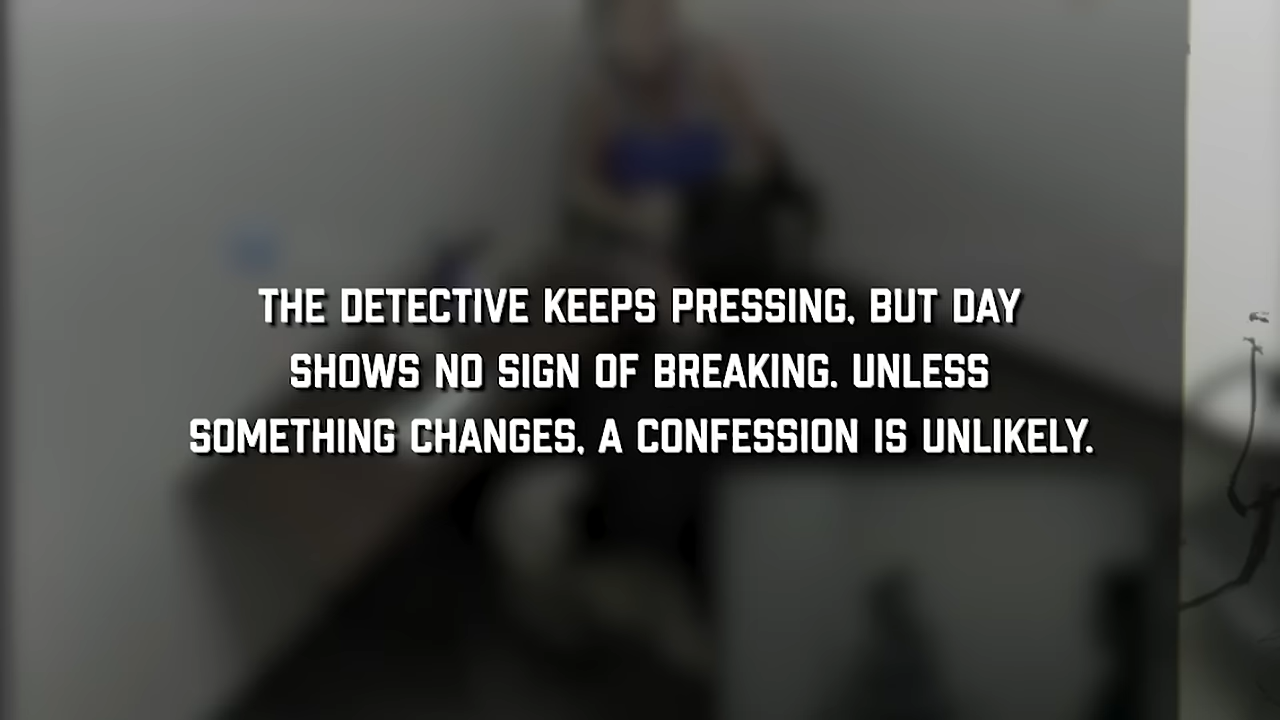 THE DETECTIVE KEEPS PRESSING, BUT DAY
SHOWS NO SIGN OF BREAKING. UNLESS
SOMETHING CHANGES, A CONFESSION IS UNLIKELY.